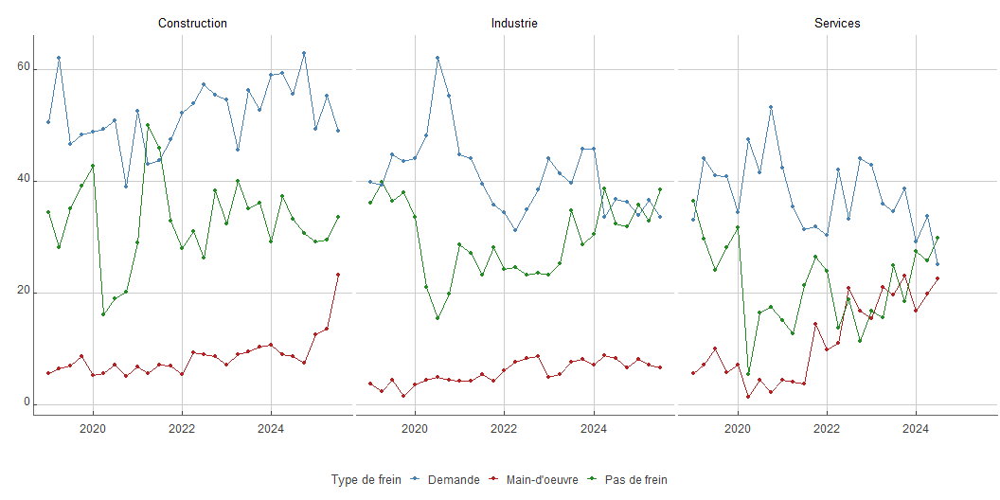 Construction Industrie Services
60
40
20
0
2020 2022 2024 2020 2022 2024 2020 2022 2024
Type de frein Demande Main-d'oeuvre Pas de frein